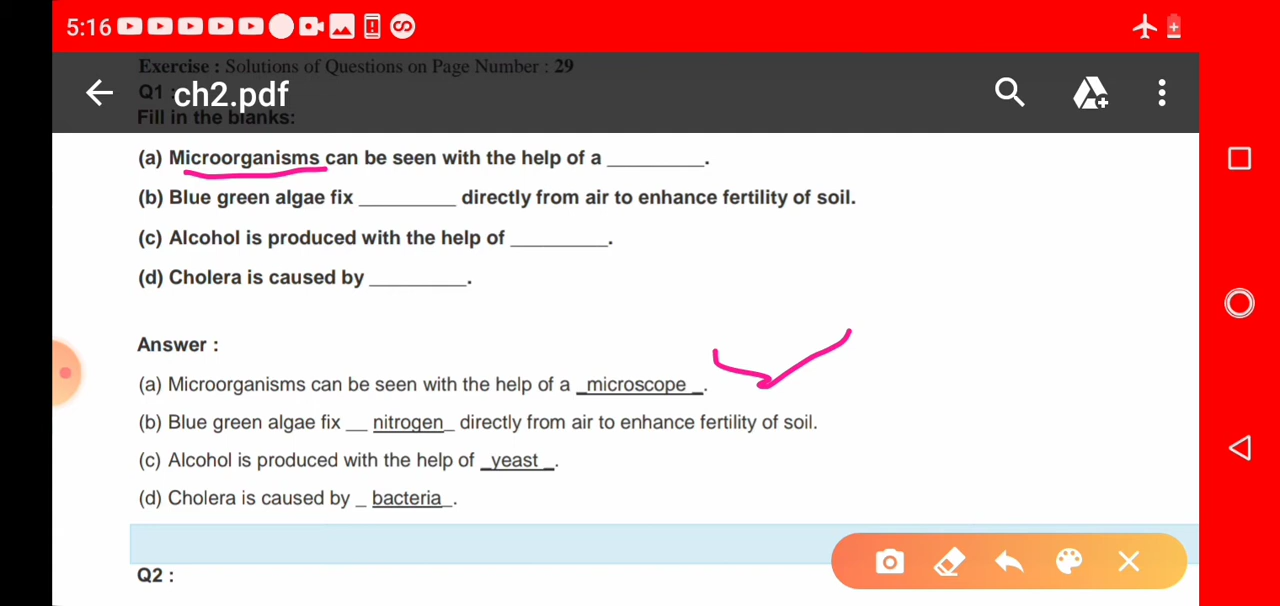 5:16
Exercise : Solutions of Questions on Page Number : 29
Q1 :
ch2.pdf
Fill in the blanks:
(a) Microorganisms can be seen with the help of a _________.
(b) Blue green algae fix _________ directly from air to enhance fertility of soil.
(c) Alcohol is produced with the help of _________.
(d) Cholera is caused by _________.
Answer :
(a) Microorganisms can be seen with the help of a _microscope _.
(b) Blue green algae fix __ nitrogen_ directly from air to enhance fertility of soil.
(c) Alcohol is produced with the help of _yeast _.
(d) Cholera is caused by _ bacteria_.
Q2 :